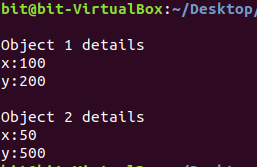 bit@bit-VirtualBox:~/Desktop/
Object 1 details
x:100
y:200
Object 2 details
x:50
y:500